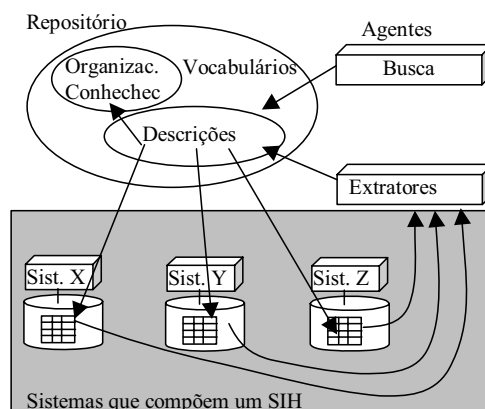 Repositório
Agentes
Organizac.
Conhechec
Vocabulários
Busca
Descrições
Extratores
Sist. X
Sist. Y
Sist. Z
Sistemas que compõem um SIH